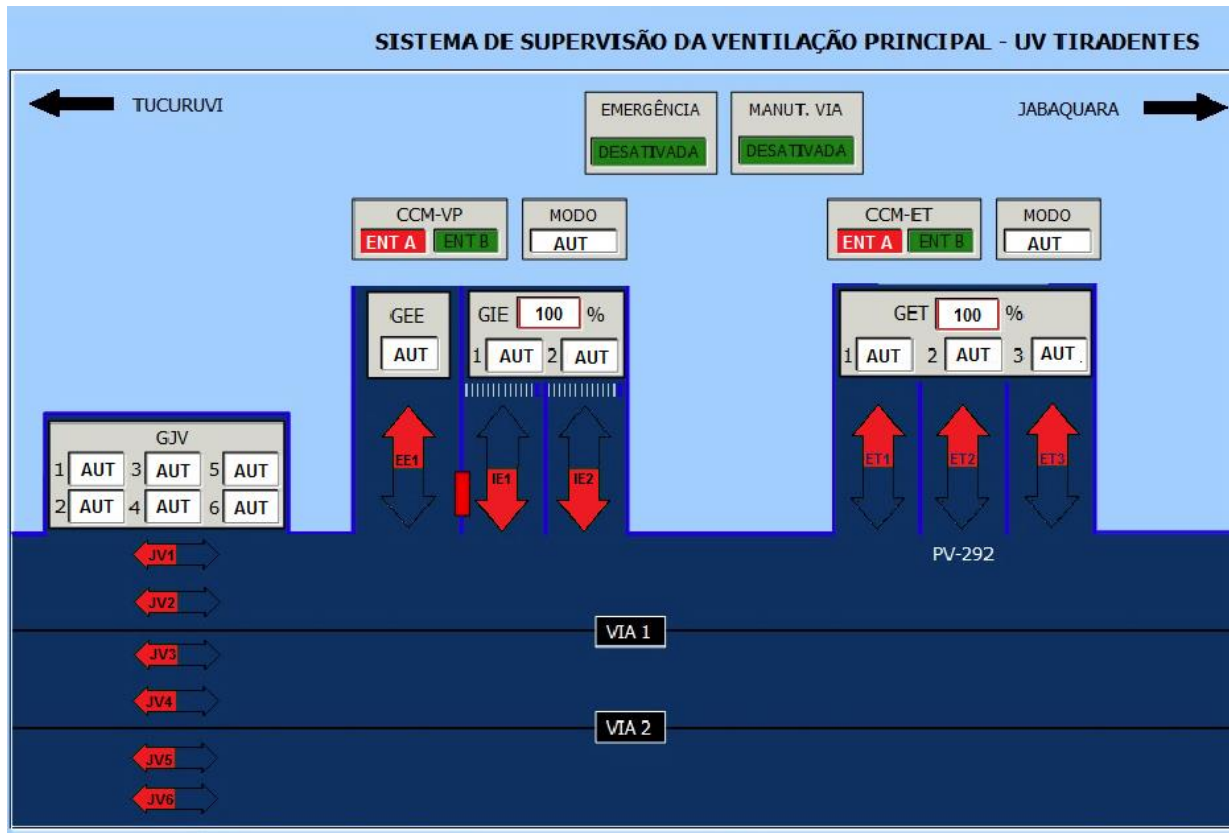 SISTEMA DE SUPERVISÃO DA VENTILAÇÃO PRINCIPAL - UV TIRADENTES
TUCURUVI
JABAQUARA
EMERGÊNCIA
DESATIVADA
MANUT. VIA
DESATIVADA
CCM-VP
ENT A ENT B
MODO
AUT
CCM-ET
ENT A ENT B
MODO
AUT
GEE
AUT
GIE 100 %
1 AUT 2 AUT
GET 100 %
1 AUT 2 AUT 3 AUT
GJV
1 AUT 3 AUT 5 AUT
2 AUT 4 AUT 6 AUT
EE1
IE1
IE2
ET1
ET2
ET3
PV-292
JV1
JV2
VIA 1
JV3
JV4
VIA 2
JV5
JV6